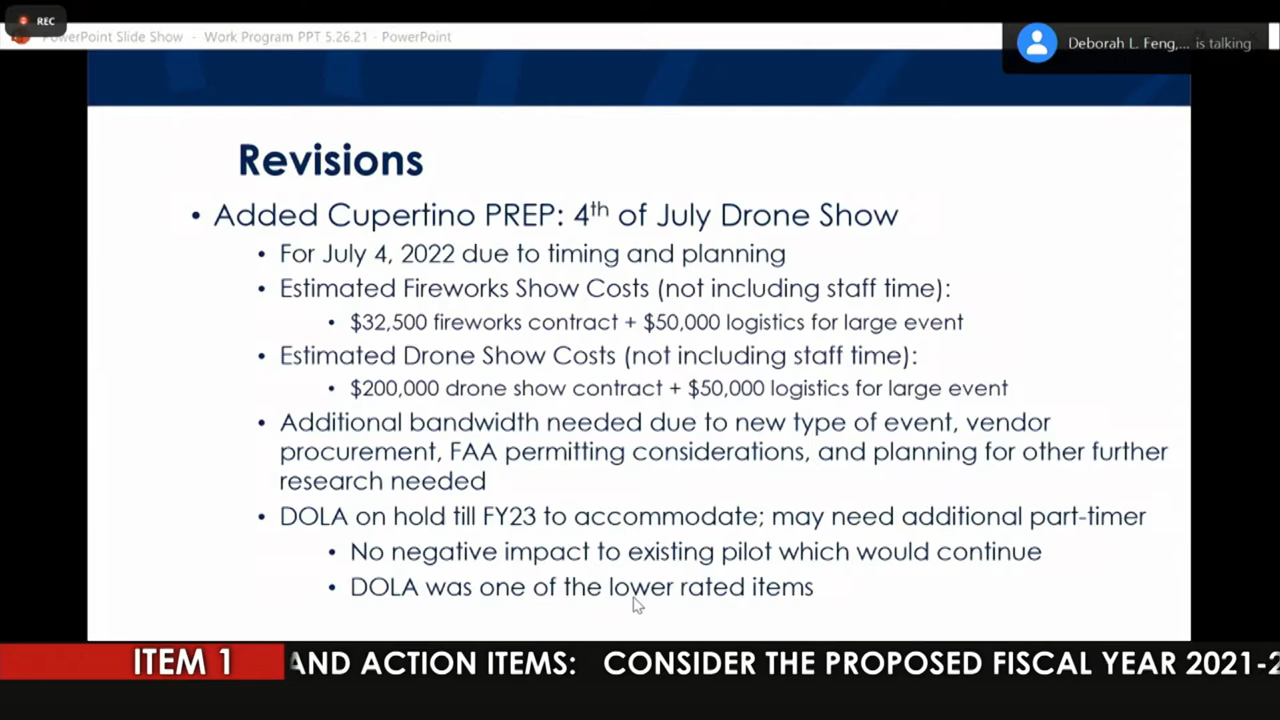 REC
PowerPoint Slide Show - Work Program PPT 5.26.21 - PowerPoint
Deborah L. Feng,... is talking
Revisions
• Added Cupertino PREP: 4th of July Drone Show
• For July 4, 2022 due to timing and planning
• Estimated Fireworks Show Costs (not including staff time):
• $32,500 fireworks contract + $50,000 logistics for large event
• Estimated Drone Show Costs (not including staff time):
• $200,000 drone show contract + $50,000 logistics for large event
• Additional bandwidth needed due to new type of event, vendor
procurement, FAA permitting considerations, and planning for other further
research needed
• DOLA on hold till FY23 to accommodate; may need additional part-timer
• No negative impact to existing pilot which would continue
• DOLA was one of the lower rated items
ITEM 1 AND ACTION ITEMS: CONSIDER THE PROPOSED FISCAL YEAR 2021-2